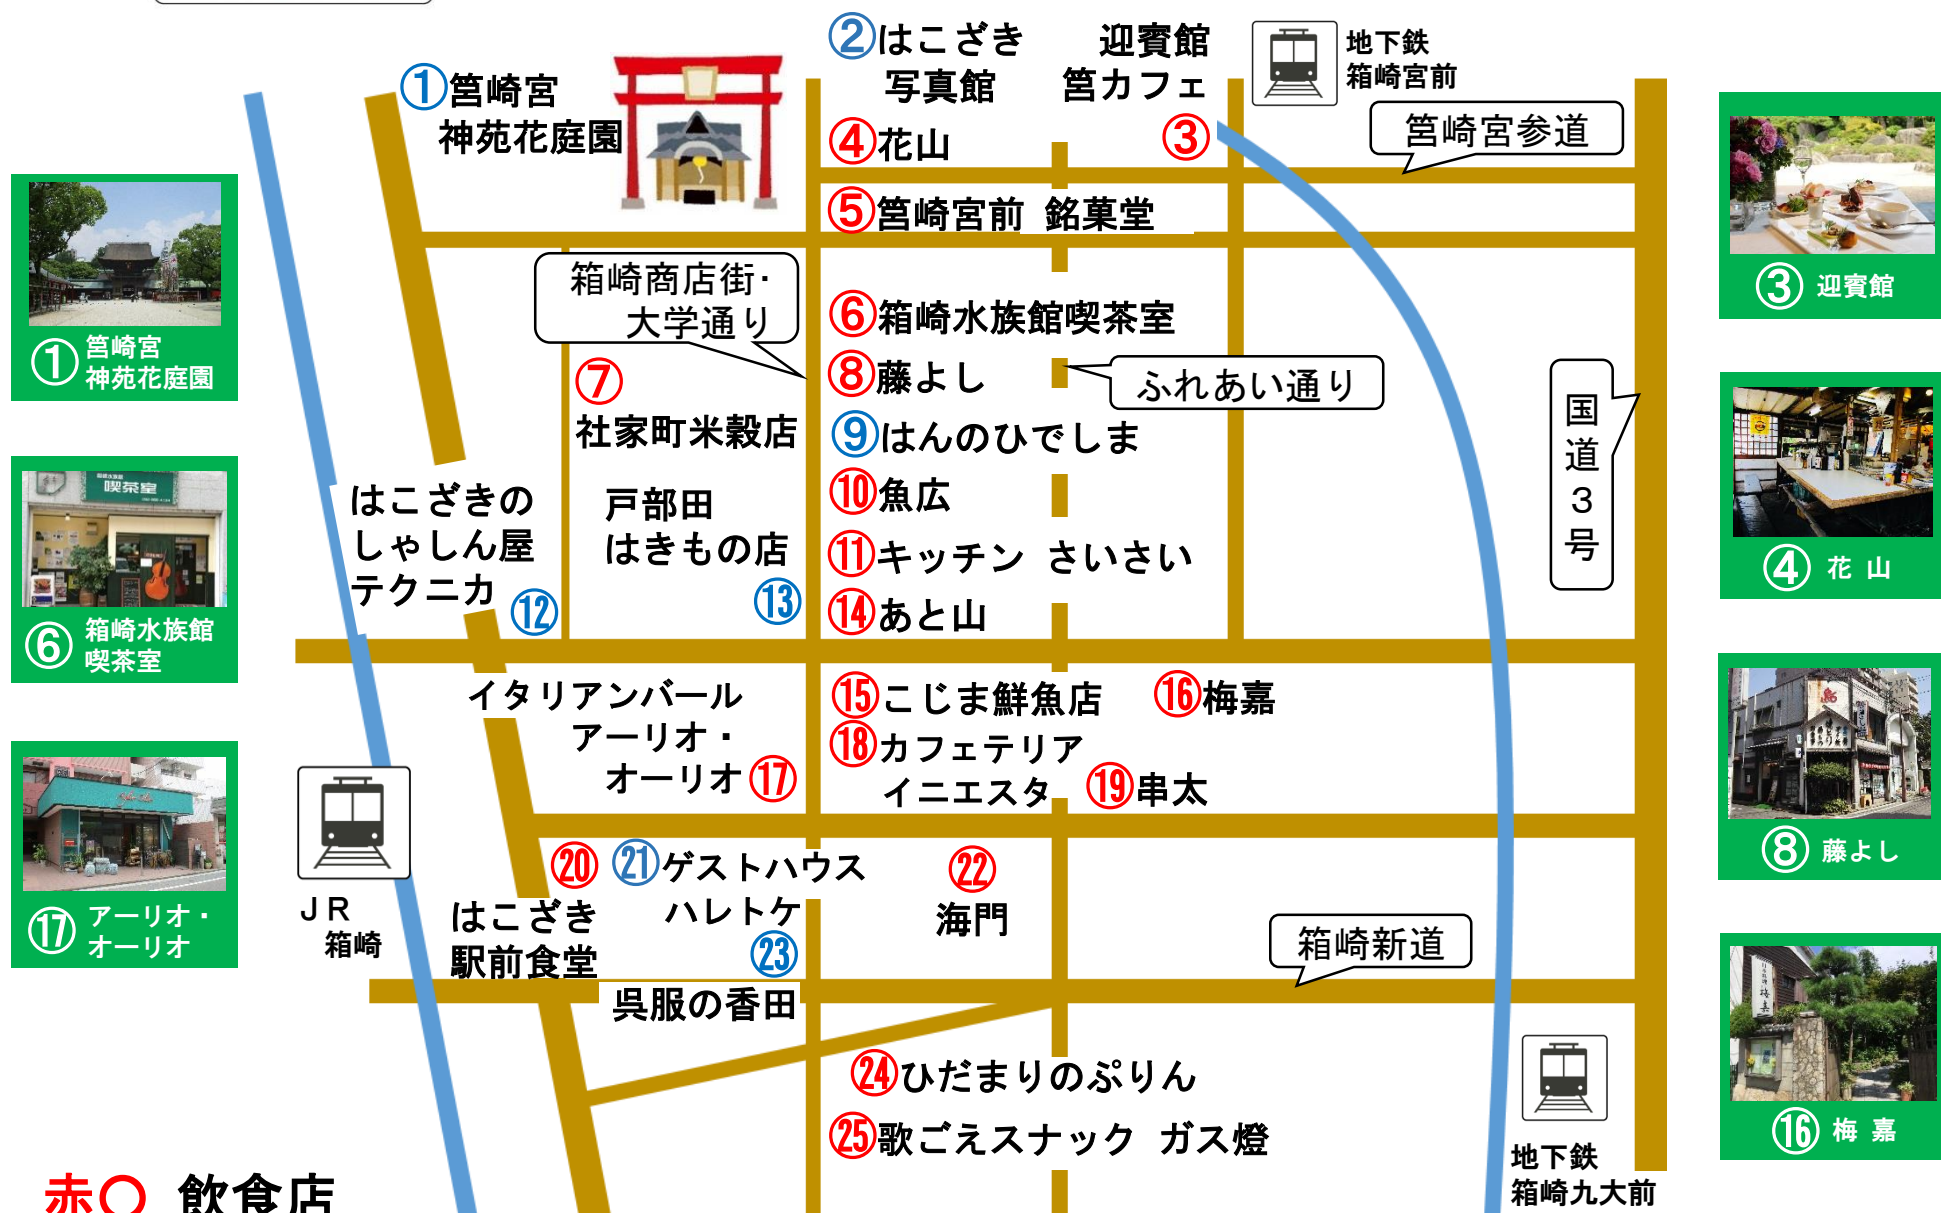 ②はこざき
写真館
迎賓館
筥カフェ
③
地下鉄
箱崎宮前
①筥崎宮
神苑花庭園
④花山
筥崎宮参道
⑤筥崎宮前 銘菓堂
箱崎商店街・
大学通り
⑥箱崎水族館喫茶室
⑦
社家町米穀店
⑧藤よし
ふれあい通り
⑨はんのひでしま
国道3号
⑩魚広
はこざきの
しゃしん屋
テクニカ
⑫
戸部田
はきもの店
⑬
⑪キッチン さいさい
⑭あと山
イタリアンバール
アーリオ・
オーリオ⑰
⑮こじま鮮魚店
⑯梅嘉
⑱カフェテリア
イニエスタ
⑲串太
JR
箱崎
⑳
はこざき
駅前食堂
㉑ゲストハウス
ハレトケ
㉒
海門
㉓
呉服の香田
箱崎新道
㉔ひだまりのぷりん
㉕歌ごえスナック ガス燈
地下鉄
箱崎九大前
赤〇 飲食店
①筥崎宮
神苑花庭園
喫茶室
⑥箱崎水族館
喫茶室
⑰アーリオ・
オーリオ
③迎賓館
④花 山
⑧藤よし
梅嘉
⑯梅 嘉